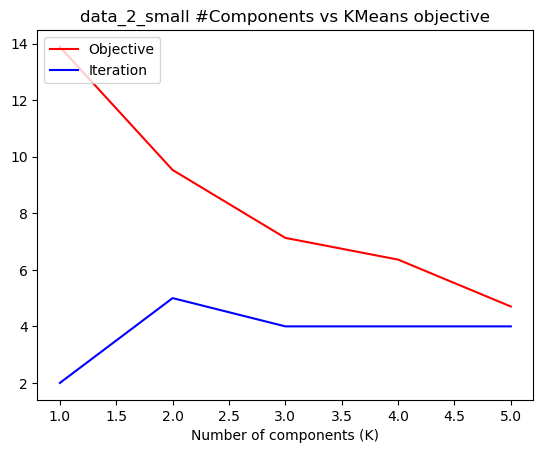 data_2_small #Components vs KMeans objective
Objective
Iteration
14
12
10
8
6
4
2
1.0 1.5 2.0 2.5 3.0 3.5 4.0 4.5 5.0
Number of components (K)